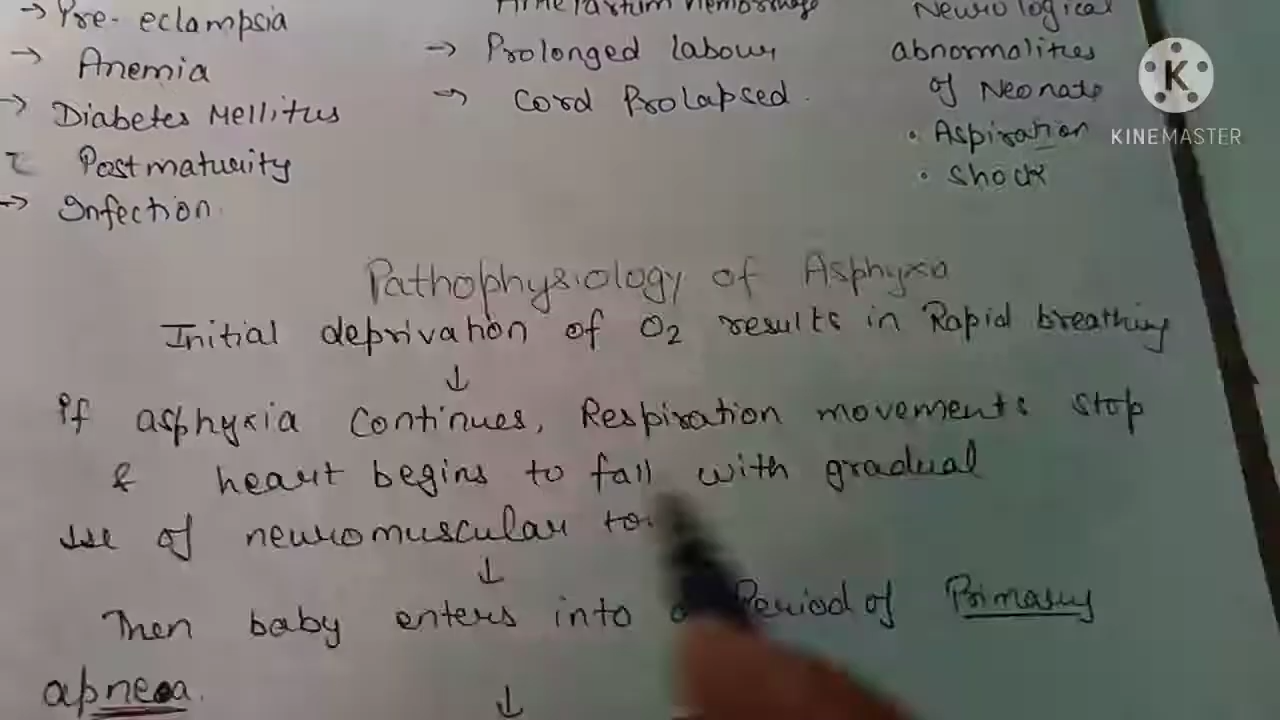 → Pre-eclampsia
→ Anemia
→ Diabetes Mellitus
Postmaturity
→ Infection.
Hemorrhage
→ Prolonged labour
→ Cord Prolapsed.
Neurological
abnormalities
of Neonate
• Aspiration
• Shock
K
KINEMASTER
Pathophysiology of Asphyxia
Initial deprivation of O2 results in Rapid breathing
↓
if asphyxia continues, Respiration movements stop
& heart begins to fall with gradual
of neuromuscular
↓
Then baby enters into a Period of Primary
apnea.
↓